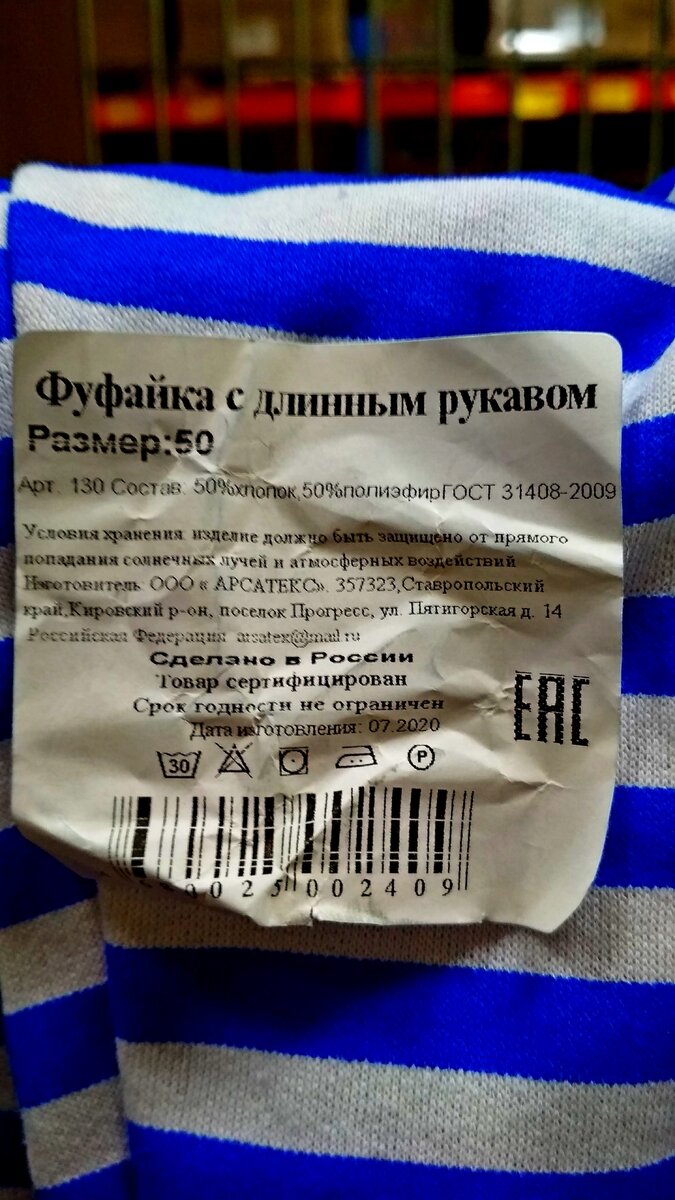 Фуфайка с длинным рукавом
Размер:50
Арт. 130 Состав: 50%хлопок,50%полиэфирГОСТ 31408-2009
Условия хранения: изделие должно быть защищено от прямого
попадания солнечных лучей и атмосферных воздействий
Изготовитель: ООО « АРСАТЕКС». 357323,Ставропольский
край,Кировский р-он, поселок Прогресс, ул. Пятигорская д. 14
Российская Федерация arsatex@mail.ru
Сделано в России
Товар сертифицирован
Срок годности не ограничен
Дата изготовления: 07.2020
EAC
30 P
0025 002409